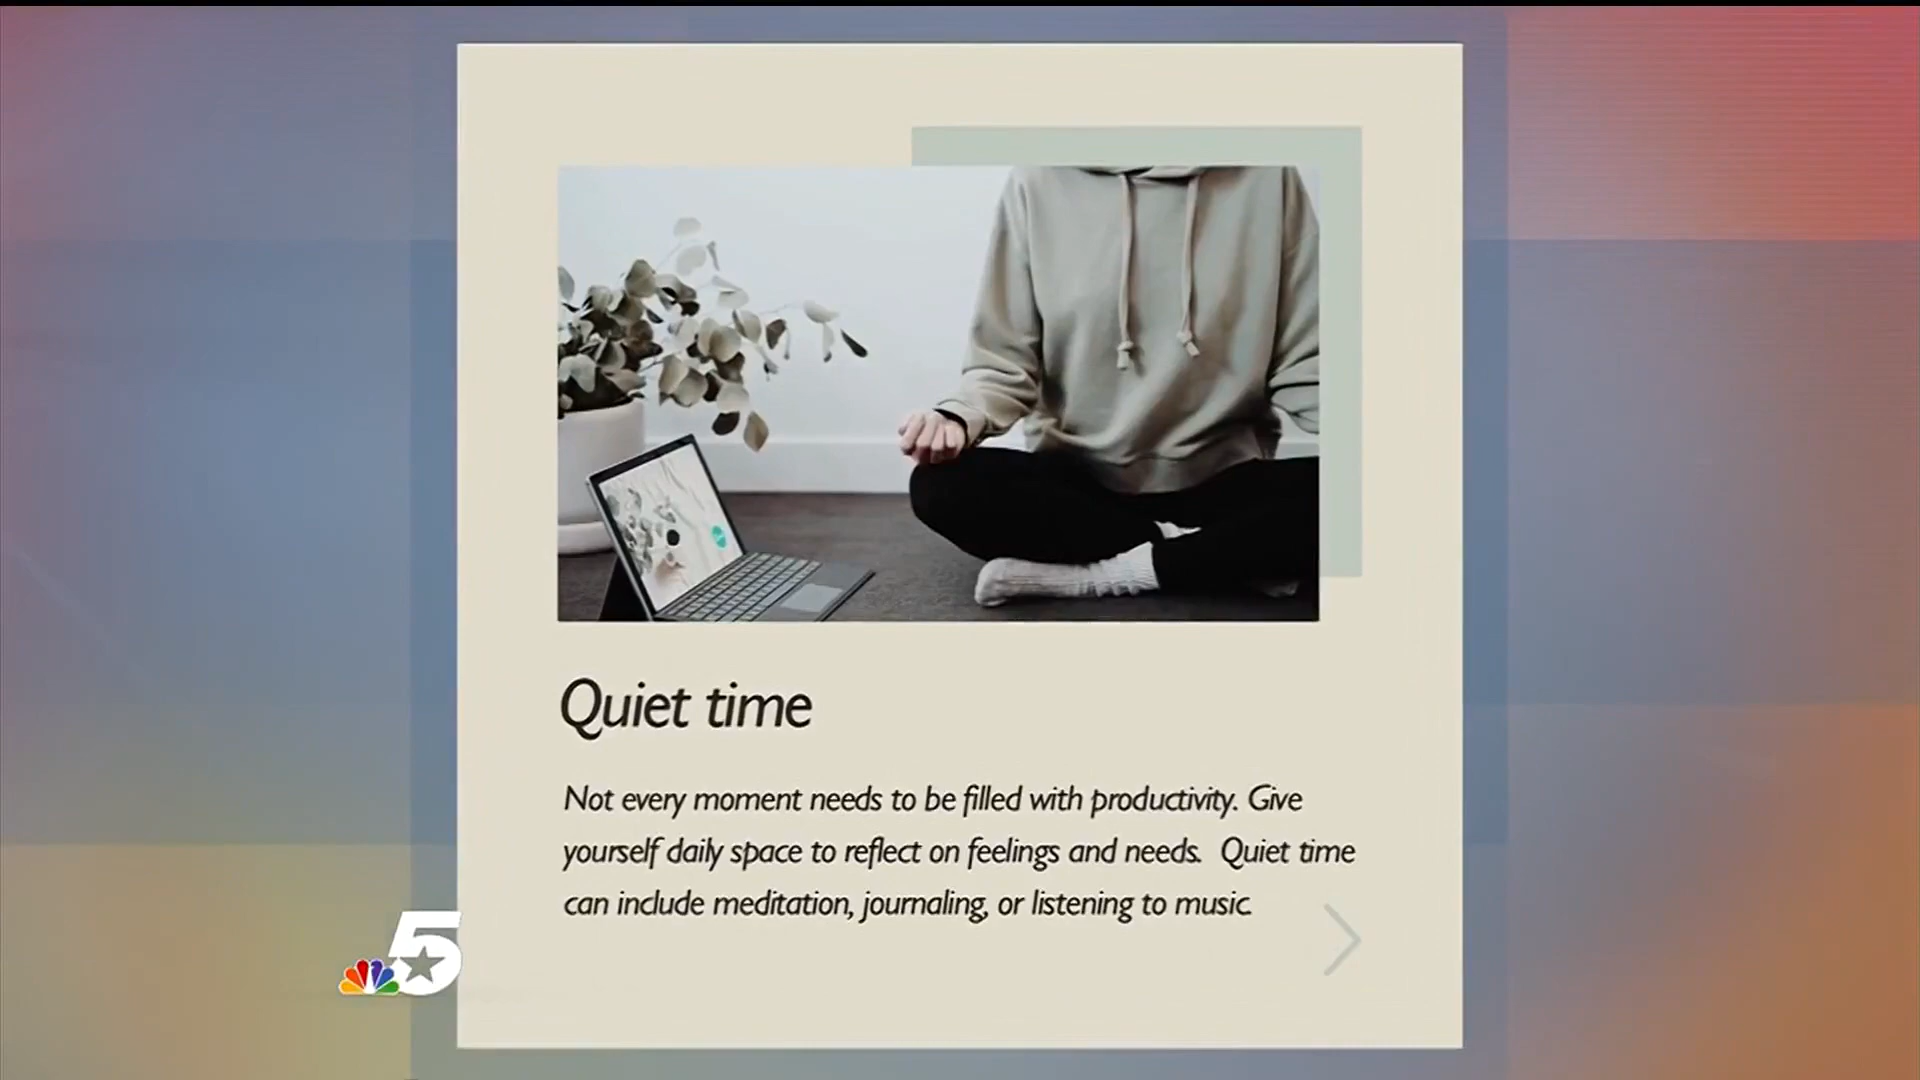 Quiet time
Not every moment needs to be filled with productivity. Give
yourself daily space to reflect on feelings and needs.  Quiet time
can include meditation, journaling, or listening to music.
5